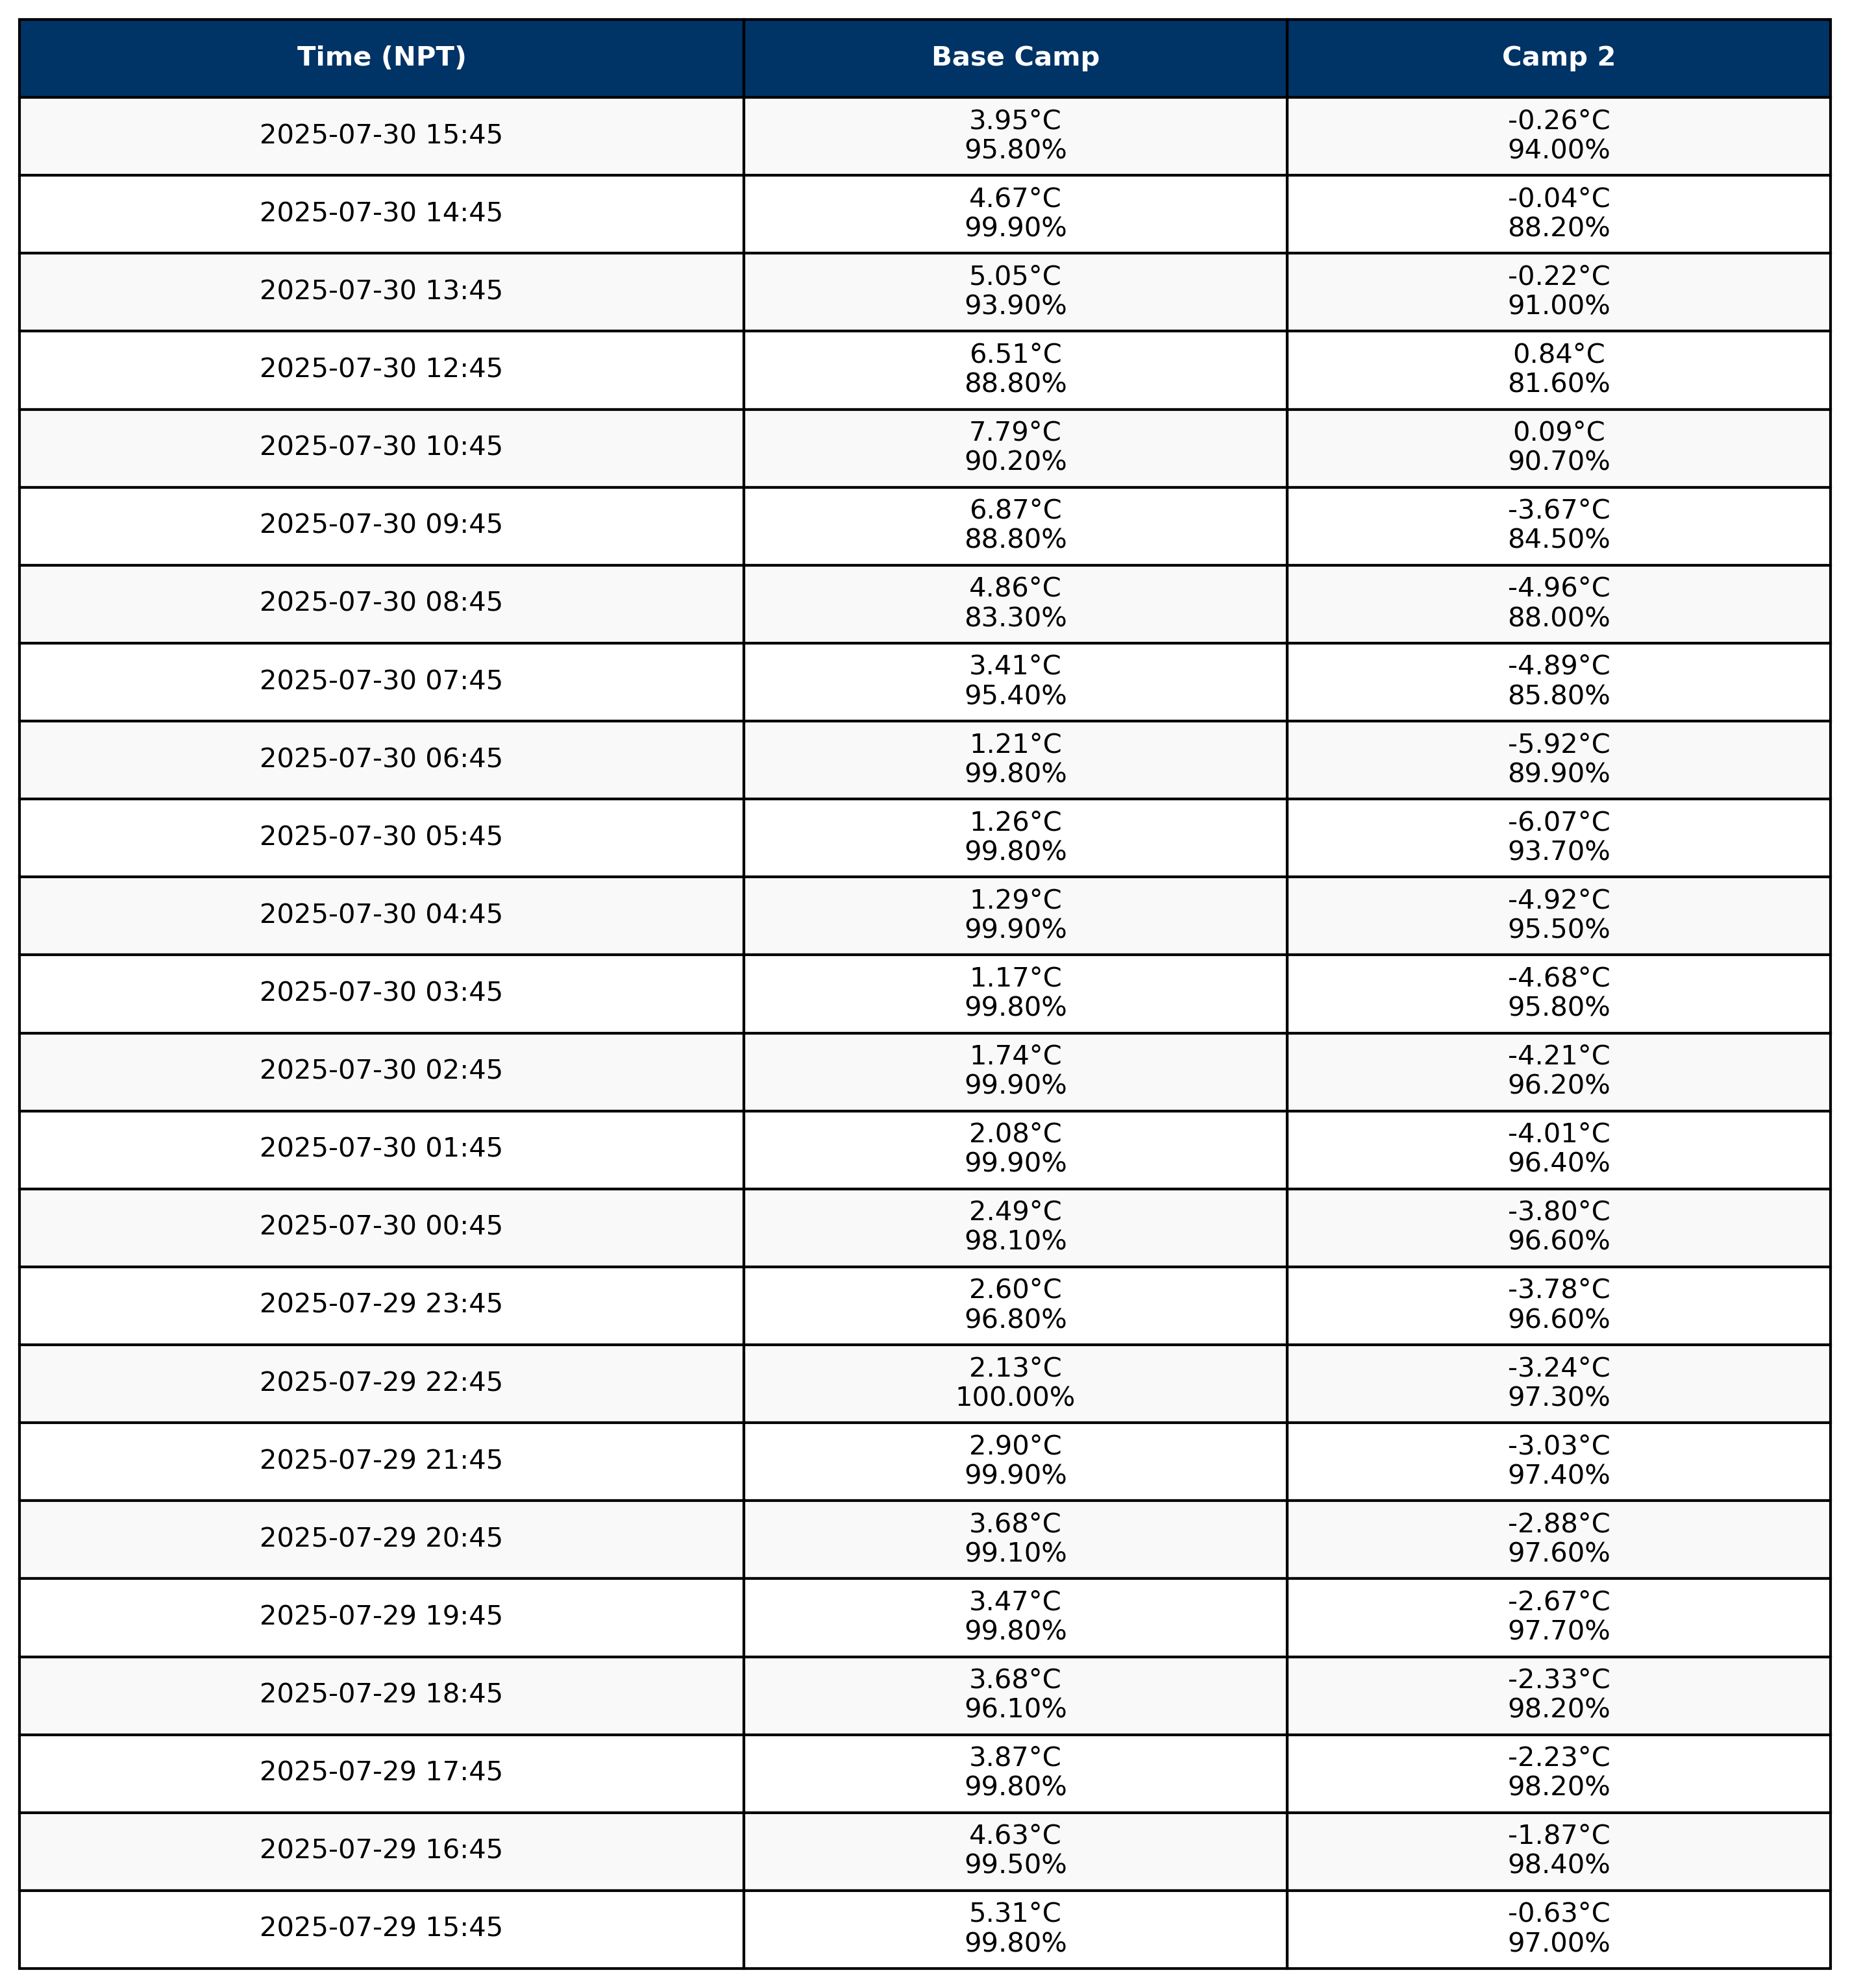 Time (NPT) Base Camp Camp 2
2025-07-30 15:45 3.95°C 95.80% -0.26°C 94.00%
2025-07-30 14:45 4.67°C 99.90% -0.04°C 88.20%
2025-07-30 13:45 5.05°C 93.90% -0.22°C 91.00%
2025-07-30 12:45 6.51°C 88.80% 0.84°C 81.60%
2025-07-30 10:45 7.79°C 90.20% 0.09°C 90.70%
2025-07-30 09:45 6.87°C 88.80% -3.67°C 84.50%
2025-07-30 08:45 4.86°C 83.30% -4.96°C 88.00%
2025-07-30 07:45 3.41°C 95.40% -4.89°C 85.80%
2025-07-30 06:45 1.21°C 99.80% -5.92°C 89.90%
2025-07-30 05:45 1.26°C 99.80% -6.07°C 93.70%
2025-07-30 04:45 1.29°C 99.90% -4.92°C 95.50%
2025-07-30 03:45 1.17°C 99.80% -4.68°C 95.80%
2025-07-30 02:45 1.74°C 99.90% -4.21°C 96.20%
2025-07-30 01:45 2.08°C 99.90% -4.01°C 96.40%
2025-07-30 00:45 2.49°C 98.10% -3.80°C 96.60%
2025-07-29 23:45 2.60°C 96.80% -3.78°C 96.60%
2025-07-29 22:45 2.13°C 100.00% -3.24°C 97.30%
2025-07-29 21:45 2.90°C 99.90% -3.03°C 97.40%
2025-07-29 20:45 3.68°C 99.10% -2.88°C 97.60%
2025-07-29 19:45 3.47°C 99.80% -2.67°C 97.70%
2025-07-29 18:45 3.68°C 96.10% -2.33°C 98.20%
2025-07-29 17:45 3.87°C 99.80% -2.23°C 98.20%
2025-07-29 16:45 4.63°C 99.50% -1.87°C 98.40%
2025-07-29 15:45 5.31°C 99.80% -0.63°C 97.00%